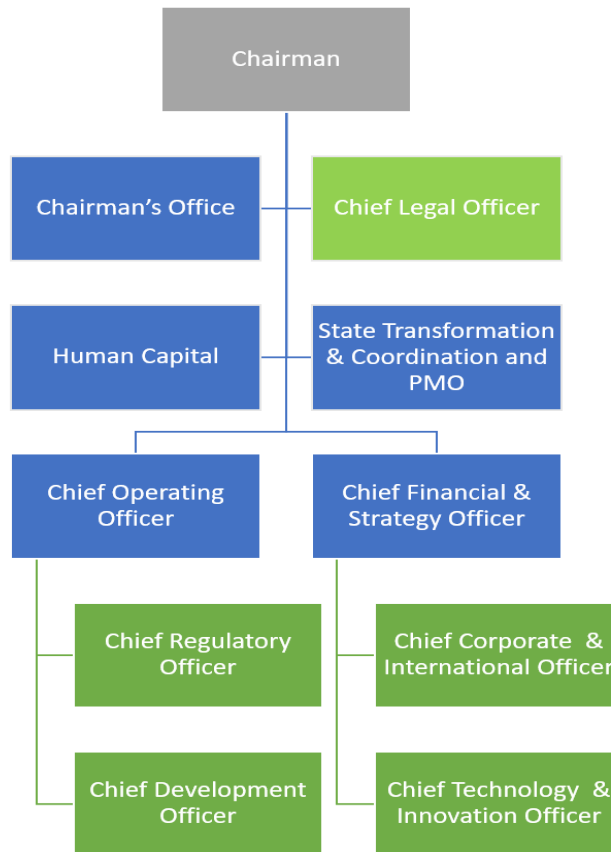 Chairman
Chairman's Office
Chief Legal Officer
Human Capital
State Transformation
& Coordination and
PMO
Chief Operating
Officer
Chief Financial &
Strategy Officer
Chief Regulatory
Officer
Chief Corporate &
International Officer
Chief Development
Officer
Chief Technology &
Innovation Officer